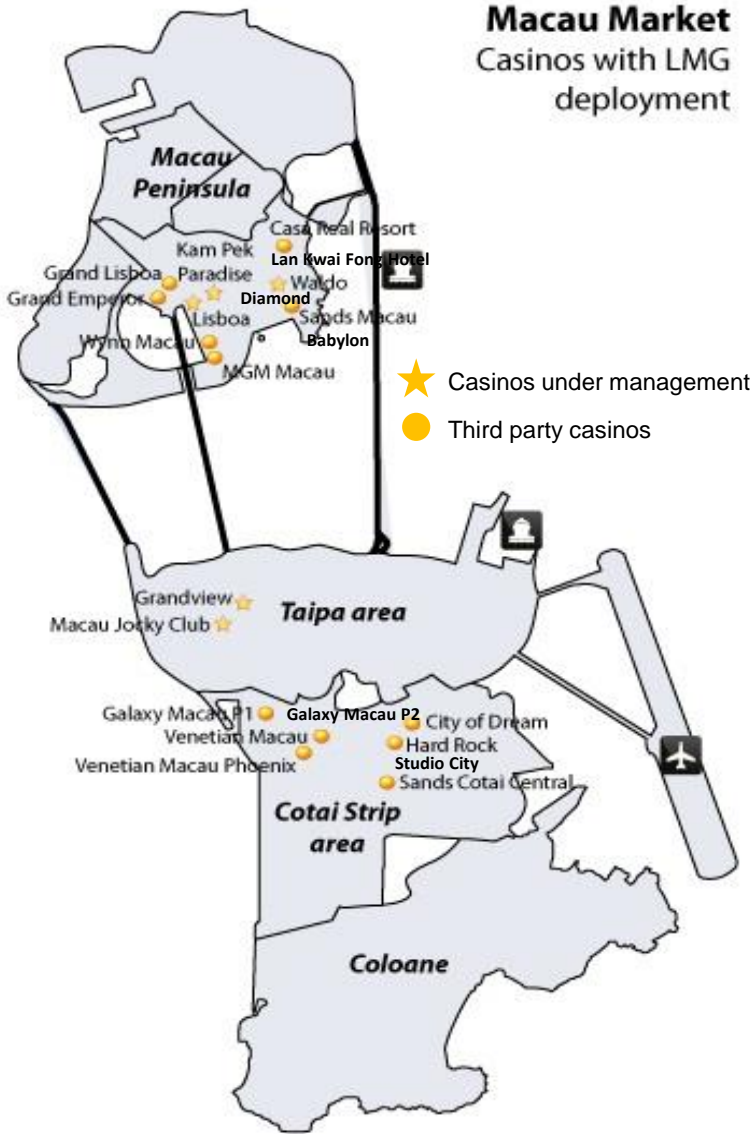 Macau Market
Casinos with LMG
deployment
Macau
Peninsula
Casa Real Resort
Kam Pek
Paradise
Lan Kwai Fong Hotel
Grand Lisboa
Waldo
Grand Emperor
Diamond
Lisboa
Sands Macau
Wynn Macau
Babylon
MGM Macau
Casinos under management
Third party casinos
Grandview
Taipa area
Macau Jocky Club
Galaxy Macau P1
Galaxy Macau P2
City of Dream
Venetian Macau
Hard Rock
Venetian Macau Phoenix
Studio City
Sands Cotai Central
Cotai Strip
area
Coloane